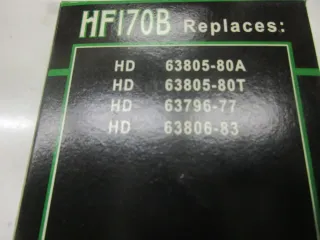 HF170B Replaces:
HD 63805-80A
HD 63805-80T
HD 63796-77
HD 63806-83